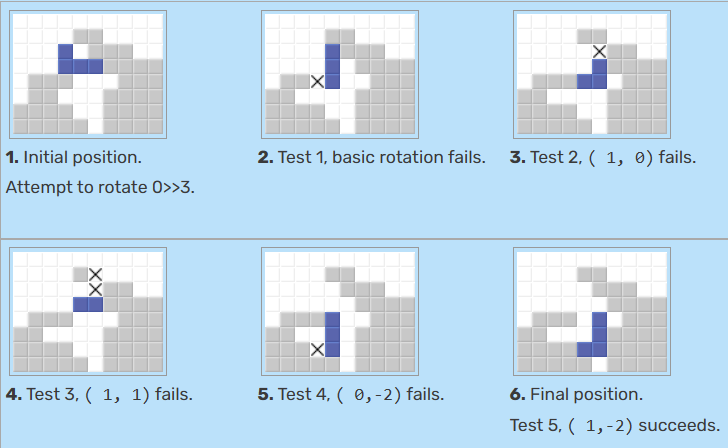 1. Initial position.
Attempt to rotate 0>>3.
2. Test 1, basic rotation fails.
3. Test 2, ( 1, 0) fails.
4. Test 3, ( 1, 1) fails.
5. Test 4, ( 0,-2) fails.
6. Final position.
Test 5, ( 1,-2) succeeds.